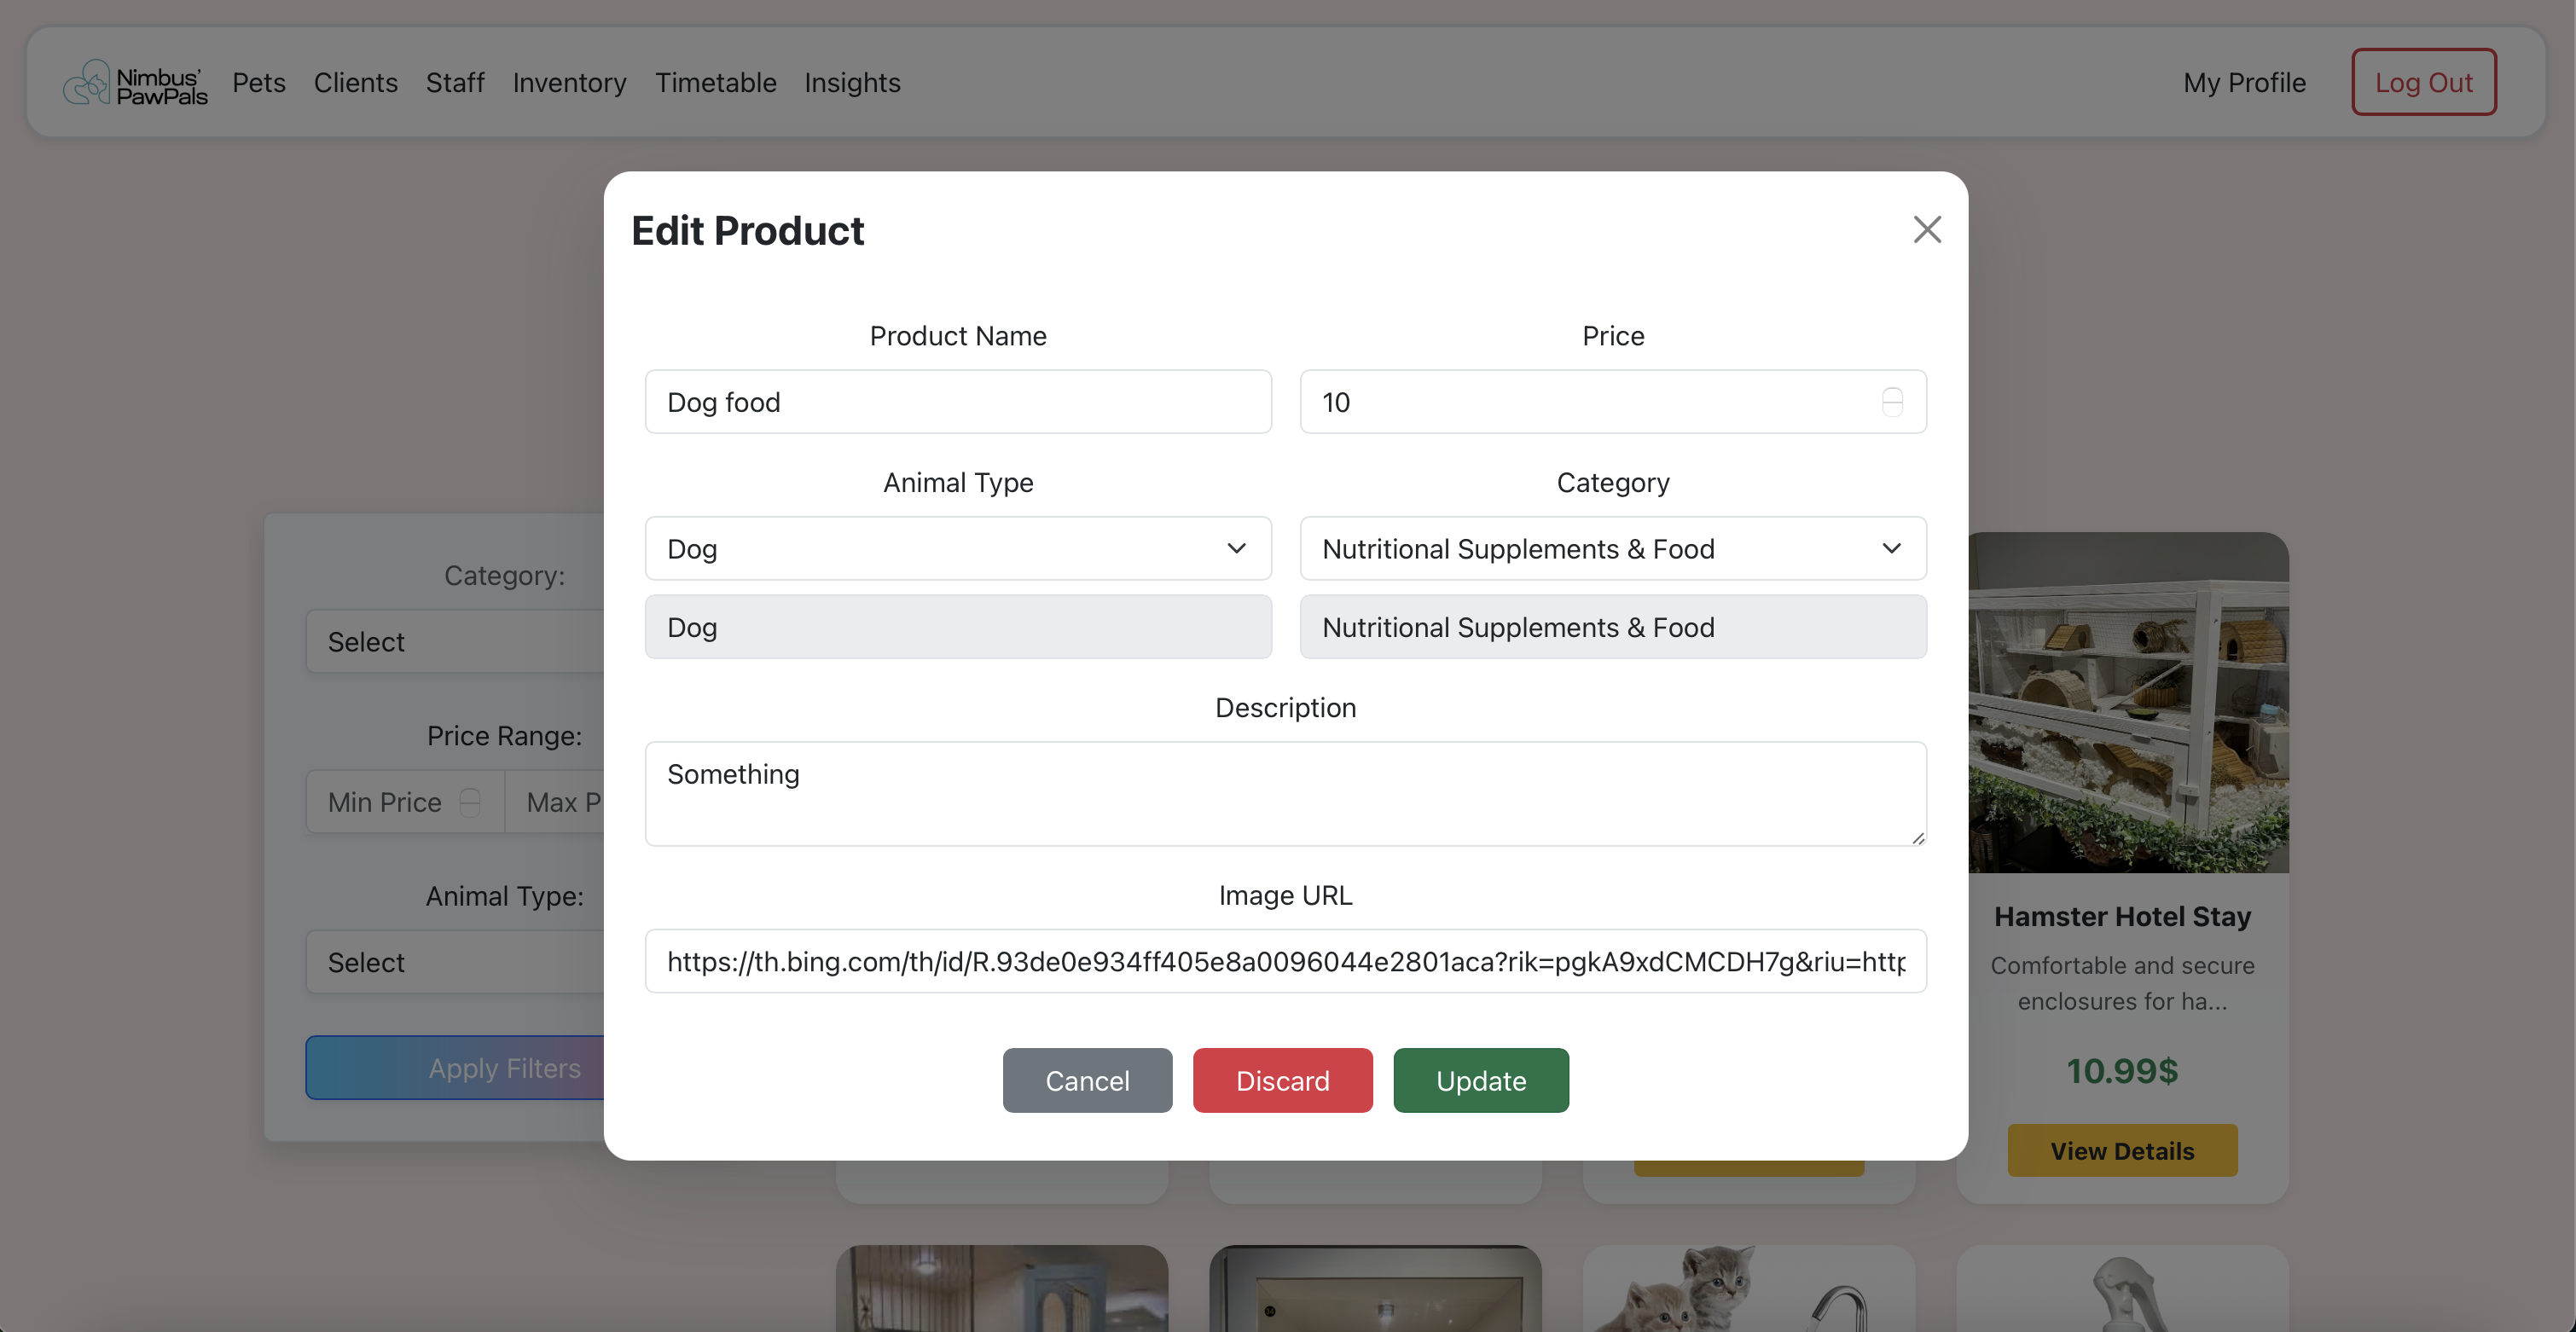 Nimbus'
PawPals
Pets
Clients
Staff
Inventory
Timetable
Insights
My Profile
Log Out
Edit Product
Product Name
Price
Dog food
10
Animal Type
Category
Dog
Nutritional Supplements & Food
Dog
Nutritional Supplements & Food
Description
Something
Image URL
https://th.bing.com/th/id/R.93de0e934ff405e8a0096044e2801aca?rik=pgkA9xdCMCDH7g&riu=http
Cancel
Discard
Update
Category:
Select
Price Range:
Min Price
Max P
Animal Type:
Select
Apply Filters
Hamster Hotel Stay
Comfortable and secure
enclosures for ha...
10.99$
View Details